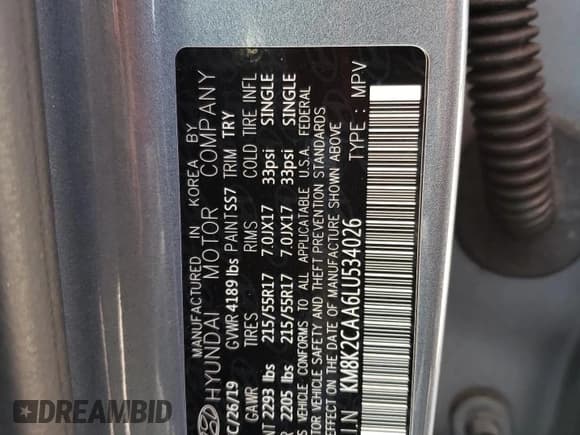 MANUFACTURED IN KOREA BY
HYUNDAI MOTOR COMPANY
C/26/19 GVWR 4189 lbs PAINT SS7 TRIM TRY
GAWR TIRES RIMS COLD TIRE INFL
NT 2293 lbs 215/55R17 7.0JX17 33psi SINGLE
R 2205 lbs 215/55R17 7.0JX17 33psi SINGLE
S VEHICLE CONFORMS TO ALL APPLICABLE U.S.A. FEDERAL
VEHICLE SAFETY AND THEFT PREVENTION STANDARDS
ON THE DATE OF MANUFACTURE SHOWN ABOVE
I.N KM8K2CAA6LU534026 TYPE : MPV
© DREAMBID